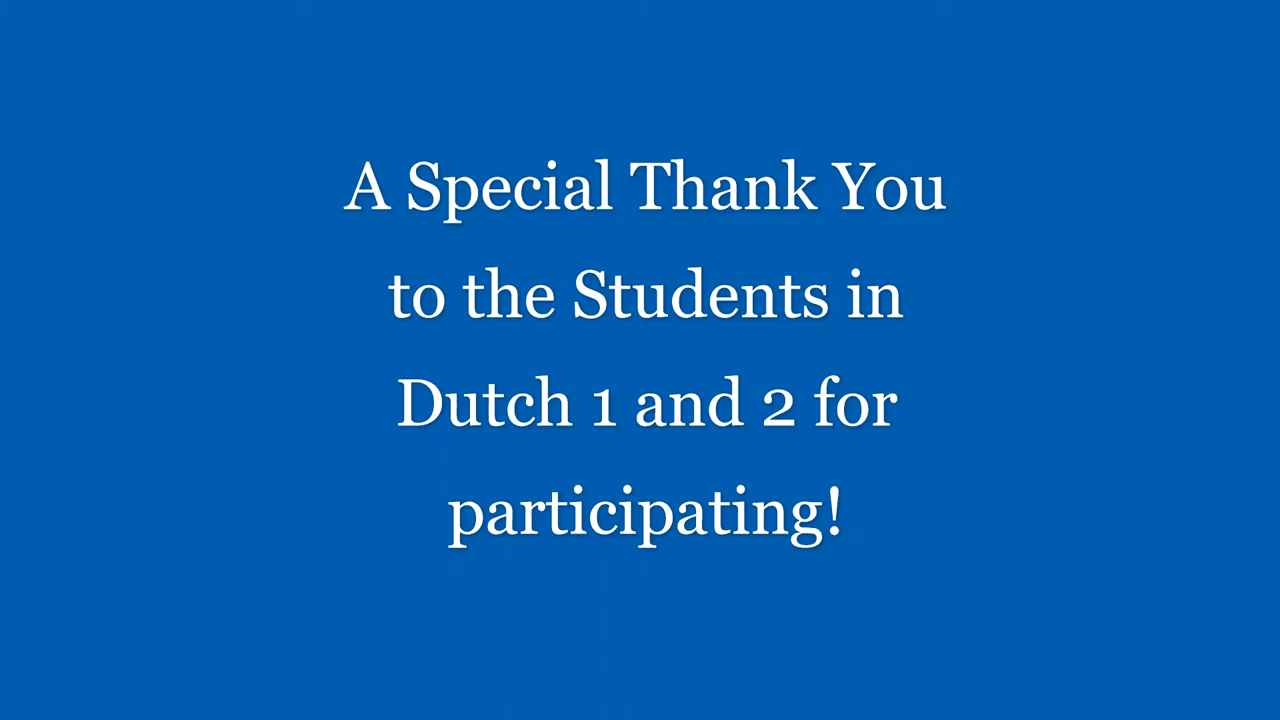 A Special Thank You
to the Students in
Dutch 1 and 2 for
participating!